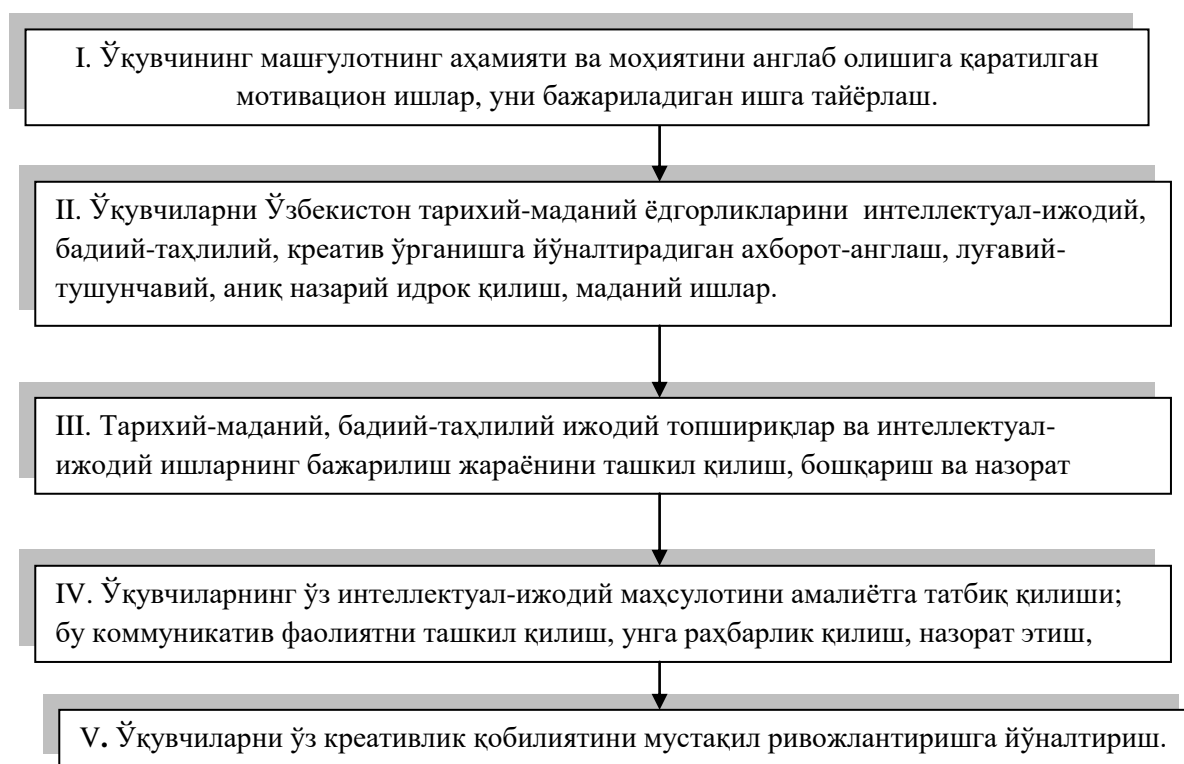 I. Ўқувчининг машғулотнинг аҳамияти ва моҳиятини англаб олишига қаратилган
мотивацион ишлар, уни бажариладиган ишга тайёрлаш.
II. Ўқувчиларни Ўзбекистон тарихий-маданий ёдгорликларини интеллектуал-ижодий,
бадиий-таҳлилий, креатив ўрганишга йўналтирадиган ахборот-англаш, луғавий-
тушунчавий, аниқ назарий идрок қилиш, маданий ишлар.
III. Тарихий-маданий, бадиий-таҳлилий ижодий топшириқлар ва интеллектуал-
ижодий ишларнинг бажарилиш жараёнини ташкил қилиш, бошқариш ва назорат
IV. Ўқувчиларнинг ўз интеллектуал-ижодий маҳсулотини амалиётга татбиқ қилиши;
бу коммуникатив фаолиятни ташкил қилиш, унга раҳбарлик қилиш, назорат этиш,
V. Ўқувчиларни ўз креативлик қобилиятини мустақил ривожлантиришга йўналтириш.